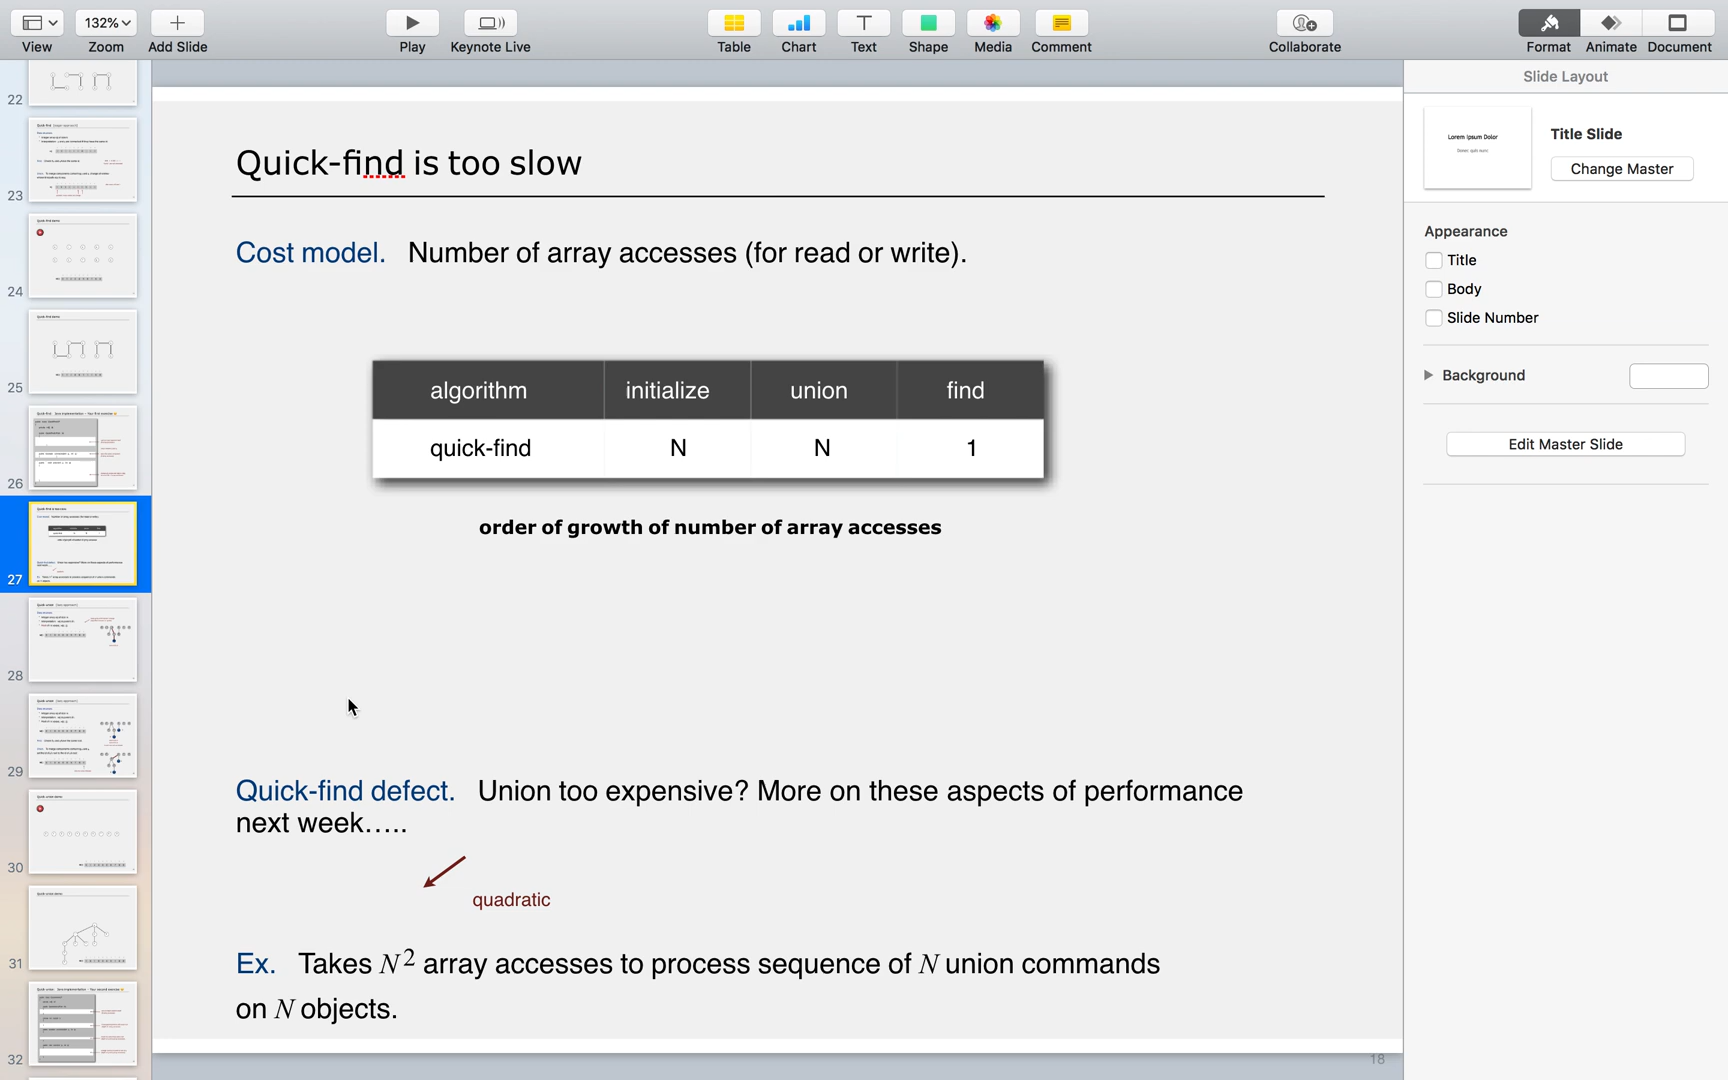 132%
View
Zoom
Add Slide
Play
Keynote Live
Table
Chart
Text
Shape
Media
Comment
Collaborate
Format
Animate
Document
22
23
24
25
26
27
28
29
30
31
32
Quick-find is too slow
Cost model. Number of array accesses (for read or write).
algorithm initialize union find
quick-find N N 1
order of growth of number of array accesses
Quick-find defect. Union too expensive? More on these aspects of performance
next week…..
quadratic
Ex. Takes N² array accesses to process sequence of N union commands
on N objects.
18
Slide Layout
Lorem Ipsum Dolor
Title Slide
Change Master
Appearance
Title
Body
Slide Number
Background
Edit Master Slide